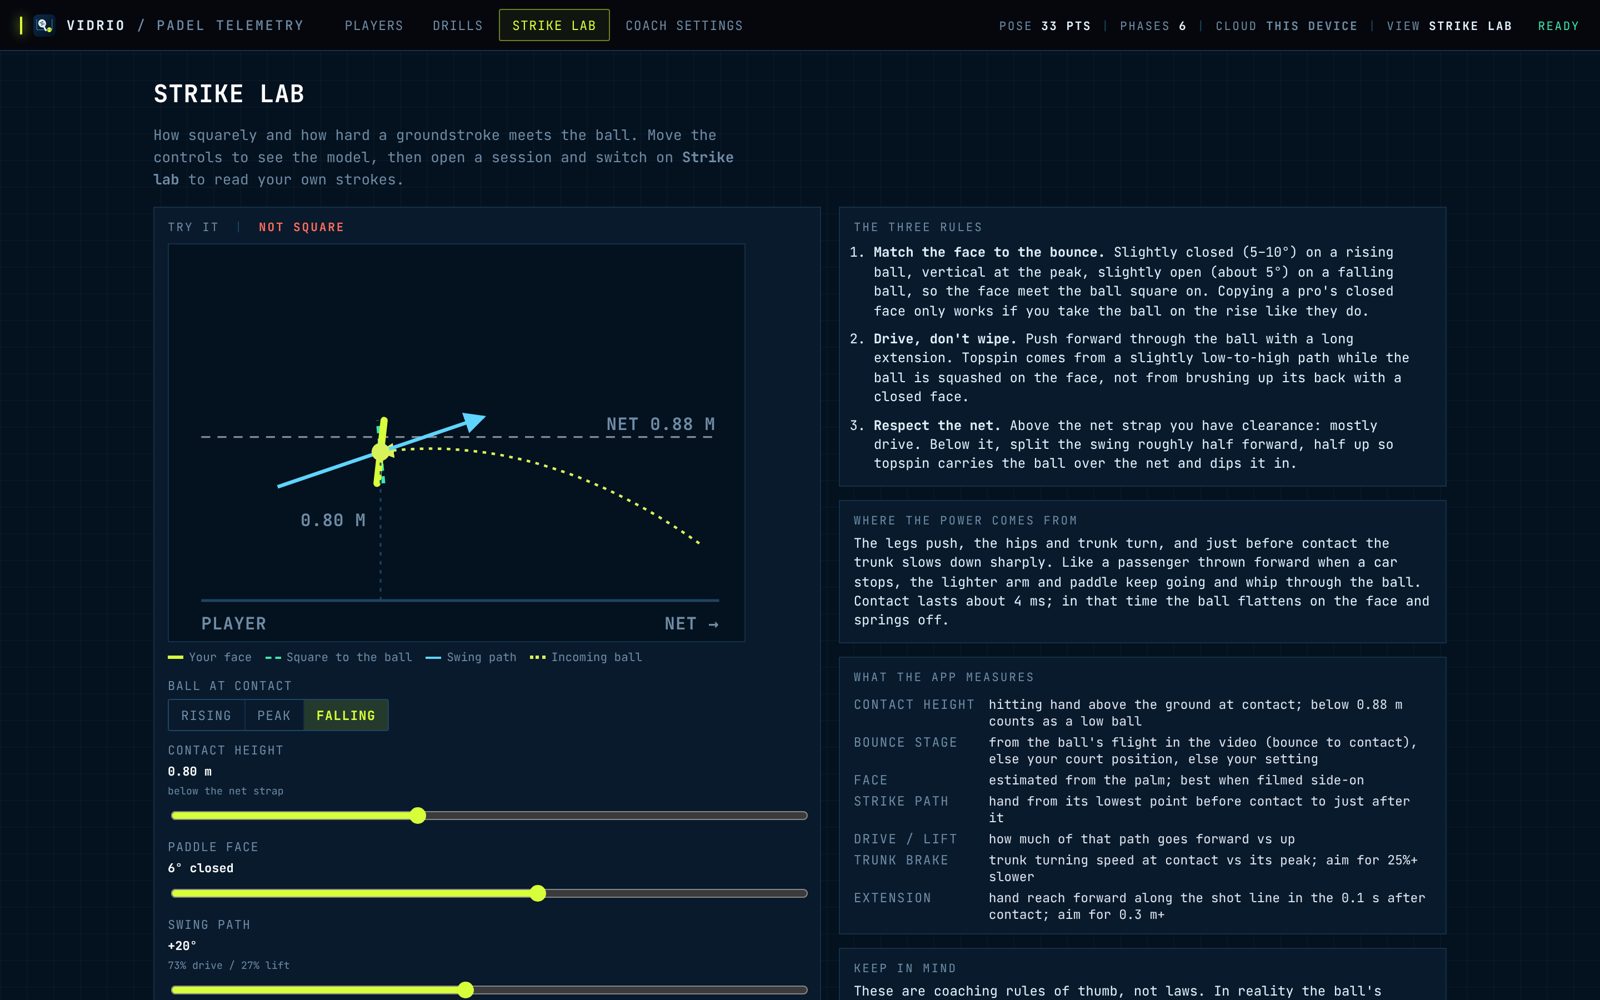 VIDRIO / PADEL TELEMETRY
PLAYERS
DRILLS
STRIKE LAB
COACH SETTINGS
POSE 33 PTS
PHASES 6
CLOUD THIS DEVICE
VIEW STRIKE LAB
READY
STRIKE LAB
How squarely and how hard a groundstroke meets the ball. Move the
controls to see the model, then open a session and switch on Strike
lab to read your own strokes.
TRY IT
NOT SQUARE
NET 0.88 M
0.80 M
PLAYER
NET →
Your face
Square to the ball
Swing path
Incoming ball
BALL AT CONTACT
RISING
PEAK
FALLING
CONTACT HEIGHT
0.80 m
below the net strap
PADDLE FACE
6° closed
SWING PATH
+20°
73% drive / 27% lift
THE THREE RULES
1. Match the face to the bounce. Slightly closed (5–10°) on a rising
ball, vertical at the peak, slightly open (about 5°) on a falling
ball, so the face meet the ball square on. Copying a pro's closed
face only works if you take the ball on the rise like they do.
2. Drive, don't wipe. Push forward through the ball with a long
extension. Topspin comes from a slightly low-to-high path while the
ball is squashed on the face, not from brushing up its back with a
closed face.
3. Respect the net. Above the net strap you have clearance: mostly
drive. Below it, split the swing roughly half forward, half up so
topspin carries the ball over the net and dips it in.
WHERE THE POWER COMES FROM
The legs push, the hips and trunk turn, and just before contact the
trunk slows down sharply. Like a passenger thrown forward when a car
stops, the lighter arm and paddle keep going and whip through the ball.
Contact lasts about 4 ms; in that time the ball flattens on the face and
springs off.
WHAT THE APP MEASURES
CONTACT HEIGHT hitting hand above the ground at contact; below 0.88 m
counts as a low ball
BOUNCE STAGE from the ball's flight in the video (bounce to contact),
else your court position, else your setting
FACE estimated from the palm; best when filmed side-on
STRIKE PATH hand from its lowest point before contact to just after
it
DRIVE / LIFT how much of that path goes forward vs up
TRUNK BRAKE trunk turning speed at contact vs its peak; aim for 25%+
slower
EXTENSION hand reach forward along the shot line in the 0.1 s after
contact; aim for 0.3 m+
KEEP IN MIND
These are coaching rules of thumb, not laws. In reality the ball's